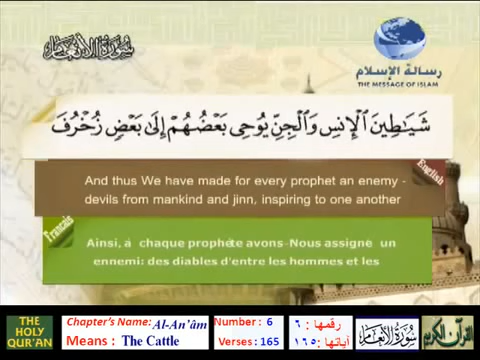 سورة الأنعام
رسالة الإسلام
THE MESSAGE OF ISLAM
شَيَـٰطِينَ ٱلْإِنسِ وَٱلْجِنِّ يُوحِى بَعْضُهُمْ إِلَىٰ بَعْضٍ زُخْرُفَ
English
And thus We have made for every prophet an enemy -
devils from mankind and jinn, inspiring to one another
Francais
Ainsi, à chaque prophète avons-Nous assigné un
ennemi: des diables d'entre les hommes et les
THE HOLY QUR'AN
Chapter's Name: Al-An'âm
Means : The Cattle
Number : 6
Verses : 165
رقمها : ٦
آياتها : ١٦٥
سورة الأنعام
القرآن الكريم